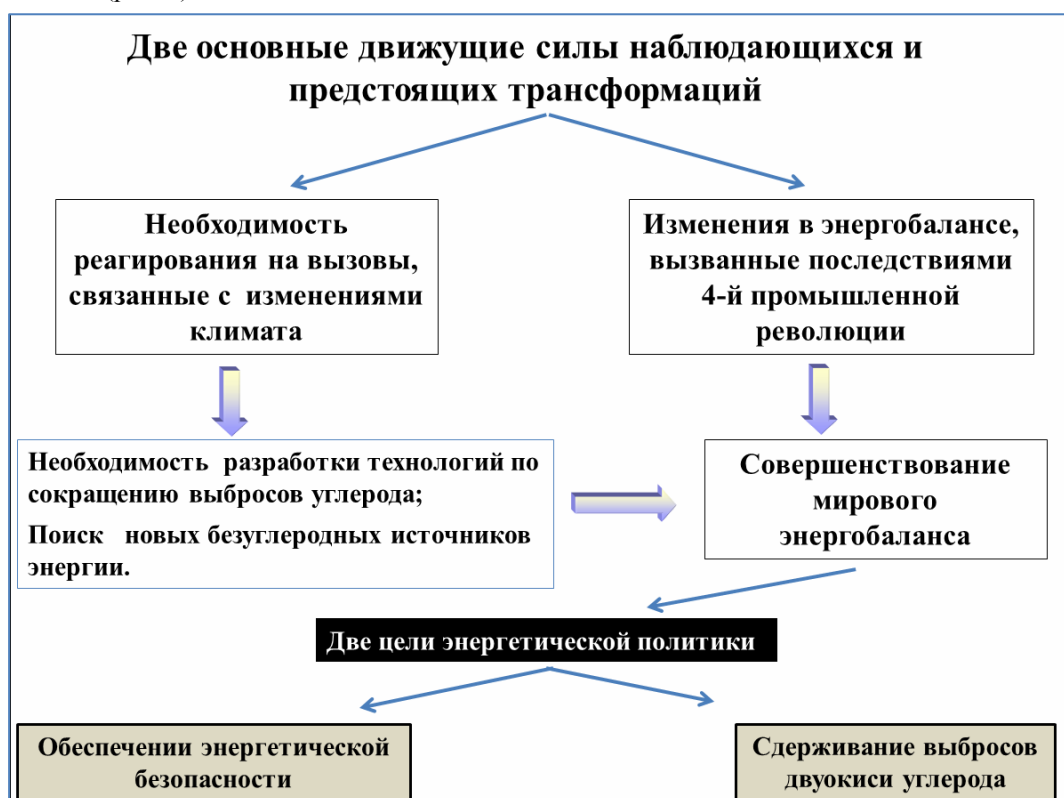 Две основные движущие силы наблюдающихся и
предстоящих трансформаций
Необходимость
реагирования на вызовы,
связанные с изменениями
климата
Изменения в энергобалансе,
вызванные последствиями
4-й промышленной
революции
Необходимость разработки технологий по
сокращению выбросов углерода;
Поиск новых безуглеродных источников
энергии.
Совершенствование
мирового
энергобаланса
Две цели энергетической политики
Обеспечении энергетической
безопасности
Сдерживание выбросов
двуокиси углерода